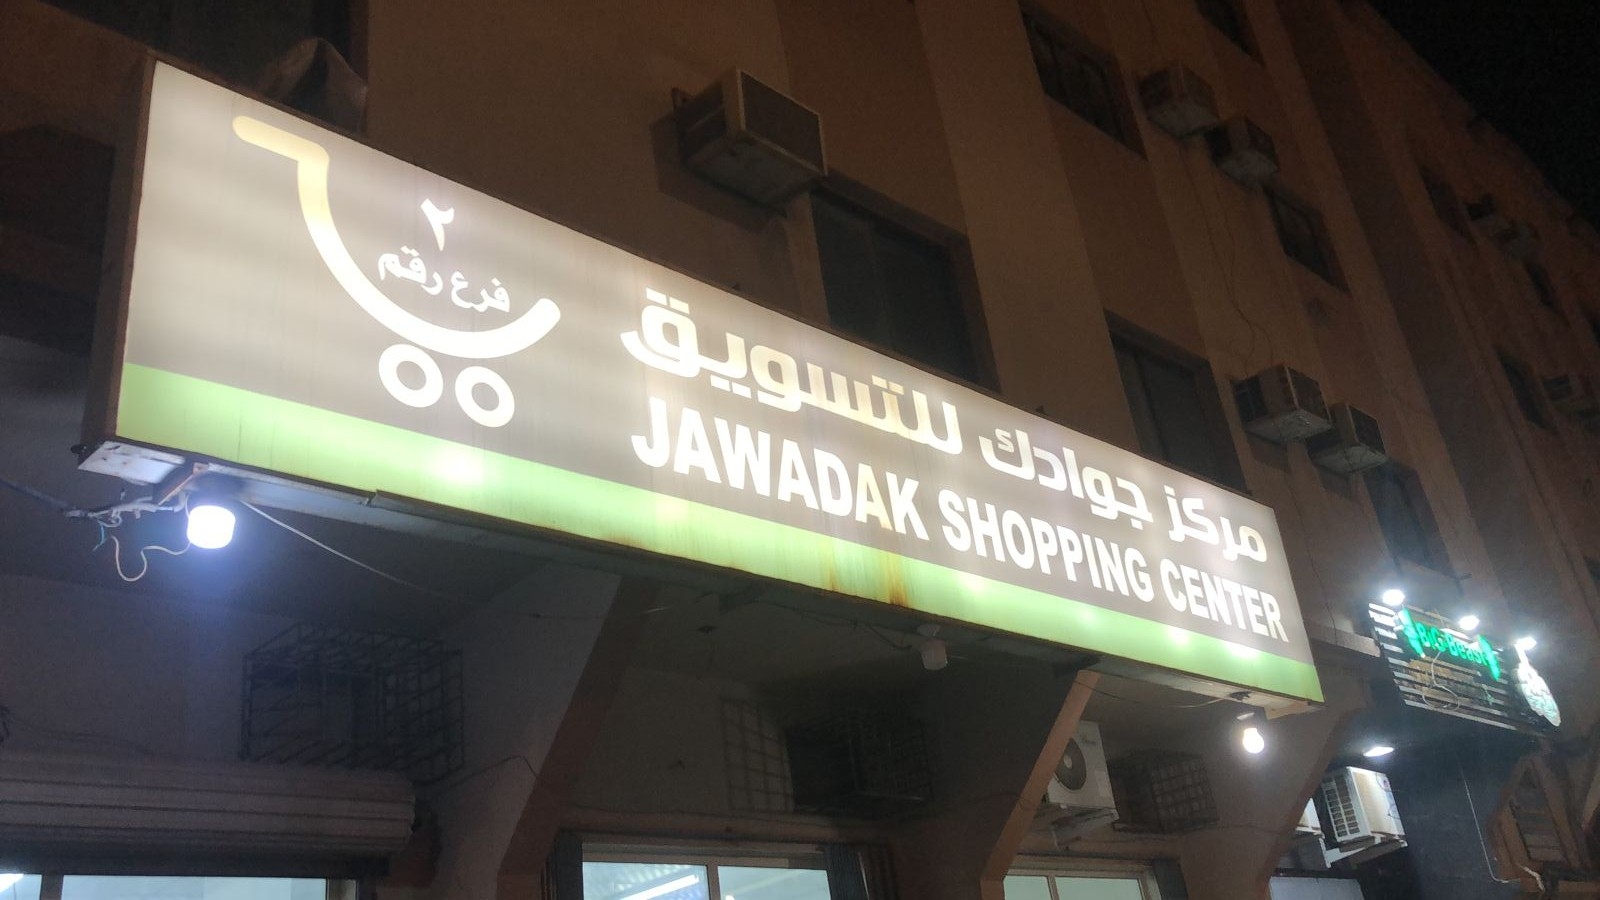 مركز جوادك للتسويق
JAWADAK SHOPPING CENTER
فرع رقم
٢
BiG Beast